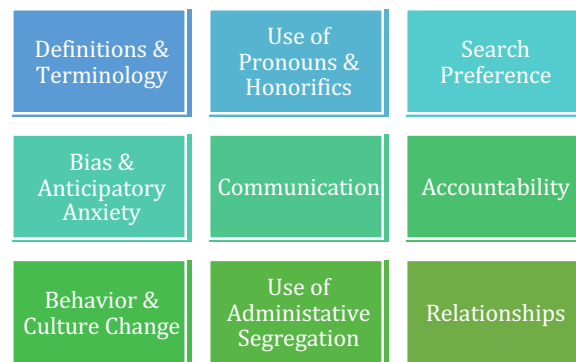 Definitions &
Terminology
Use of
Pronouns &
Honorifics
Search
Preference
Bias &
Anticipatory
Anxiety
Communication
Accountability
Behavior &
Culture Change
Use of
Administative
Segregation
Relationships